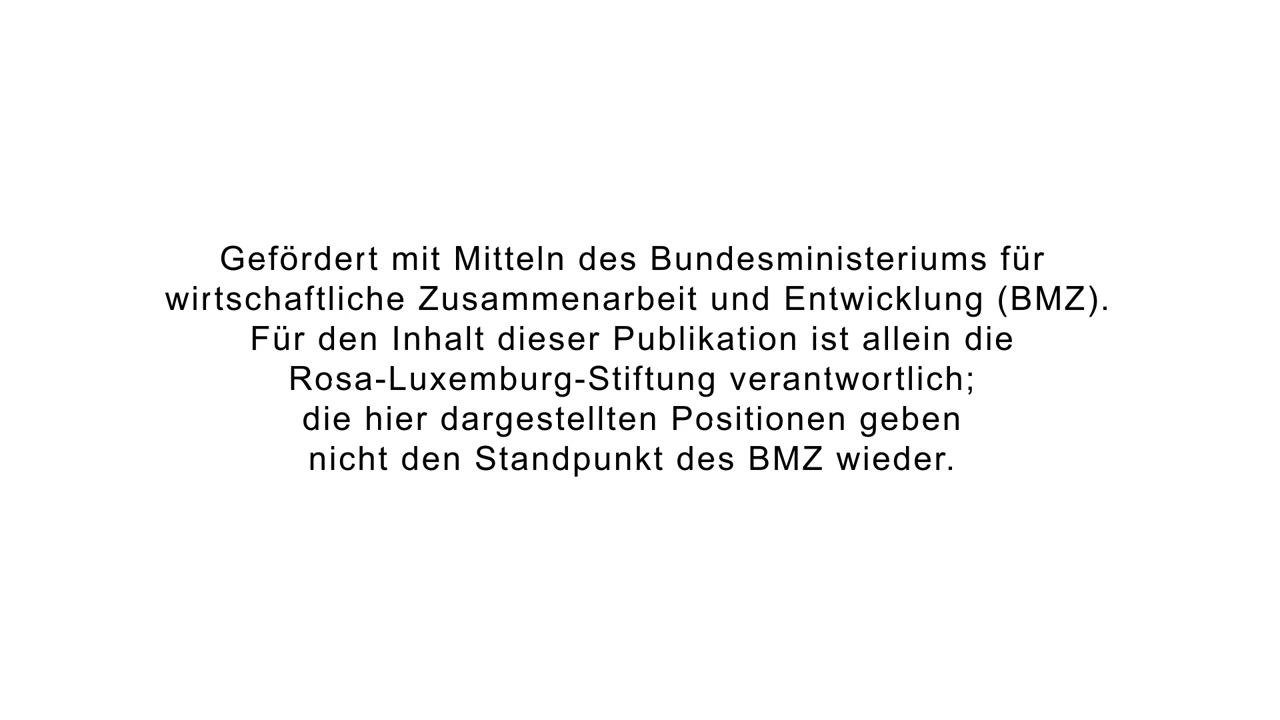 Gefördert mit Mitteln des Bundesministeriums für
wirtschaftliche Zusammenarbeit und Entwicklung (BMZ).
Für den Inhalt dieser Publikation ist allein die
Rosa-Luxemburg-Stiftung verantwortlich;
die hier dargestellten Positionen geben
nicht den Standpunkt des BMZ wieder.